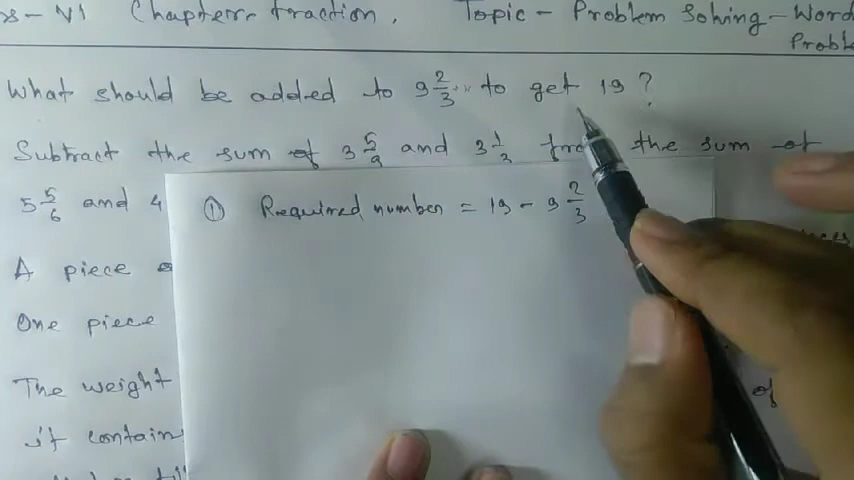 s - VI Chapter - fraction. Topic - Problem Solving - Word Proble
What should be added to 9 2/3 to get 19 ?
Subtract the sum of 3 5/9 and 3 1/3 from the sum of
5 5/6 and 4
① Required number = 19 - 9 2/3
A piece
One piece
The weight of
it contain